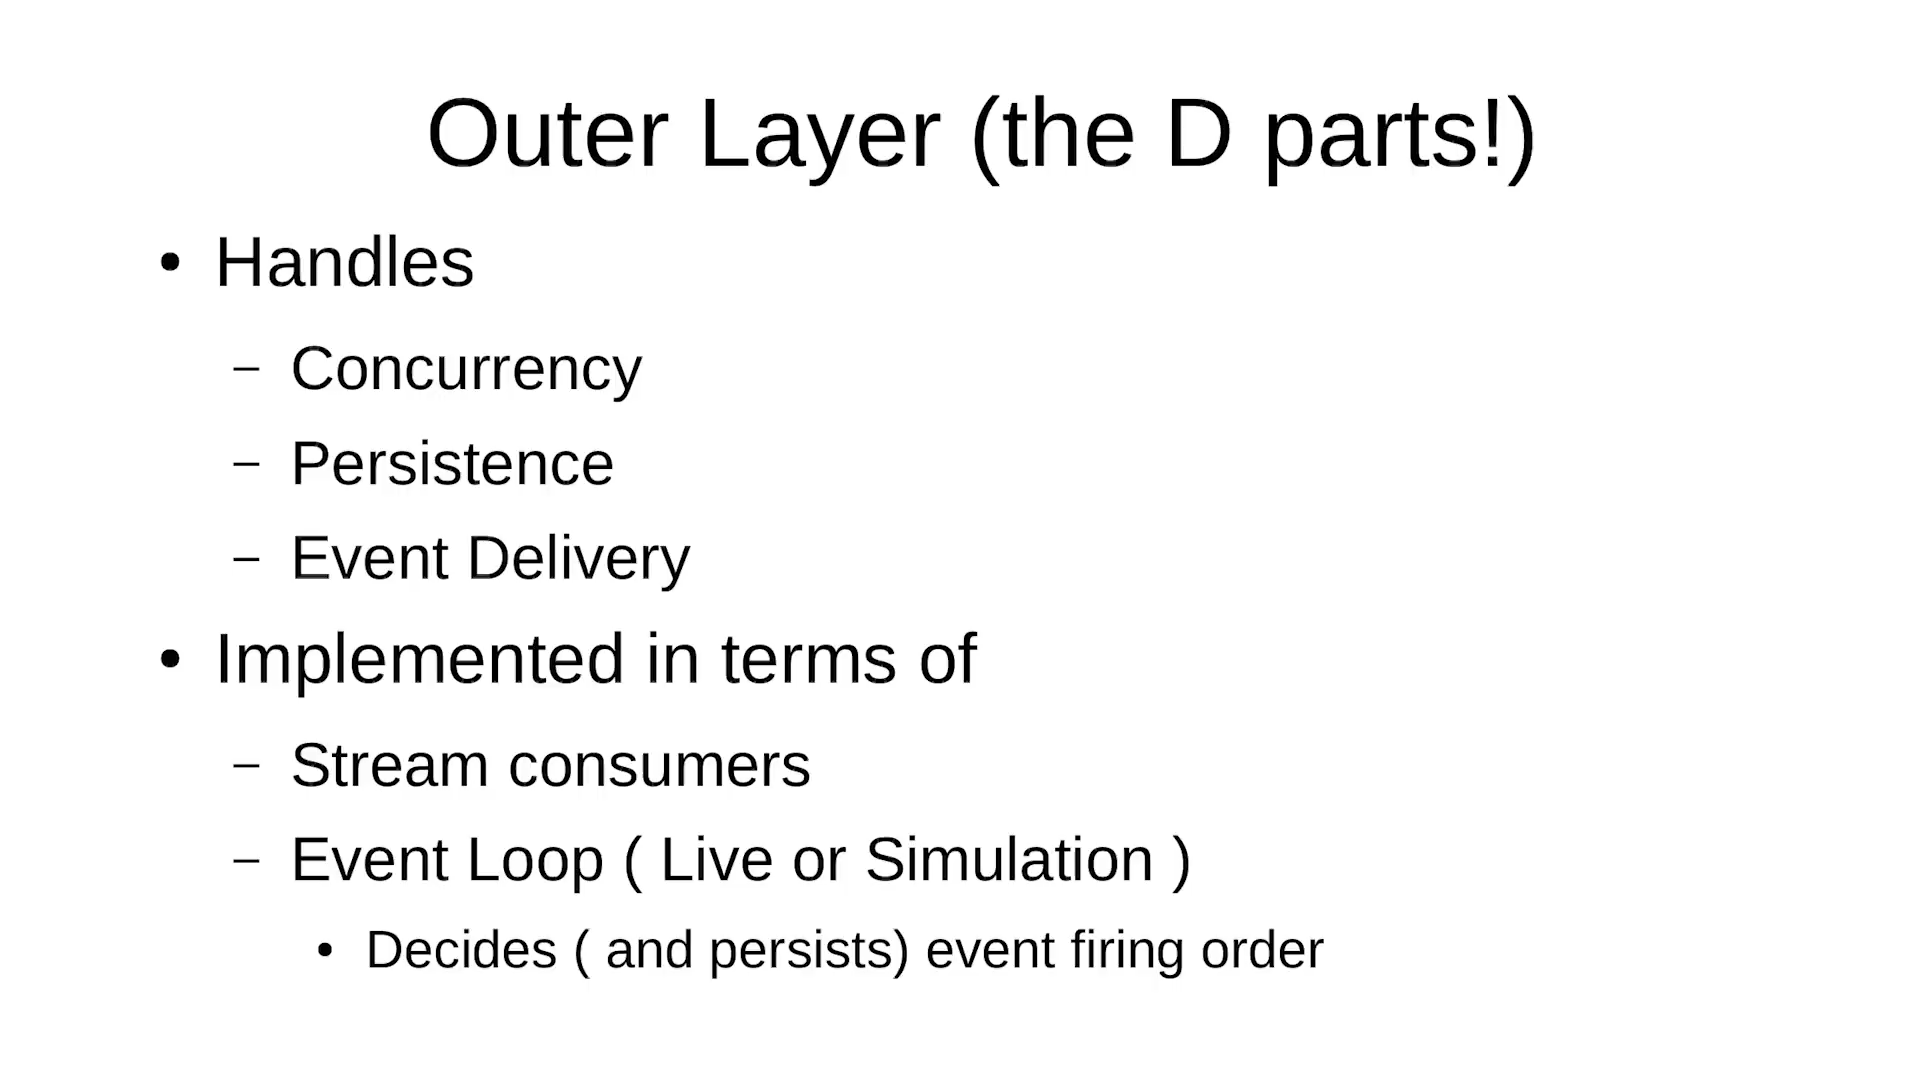 Outer Layer (the D parts!)
• Handles
– Concurrency
– Persistence
– Event Delivery
• Implemented in terms of
– Stream consumers
– Event Loop ( Live or Simulation )
• Decides ( and persists) event firing order